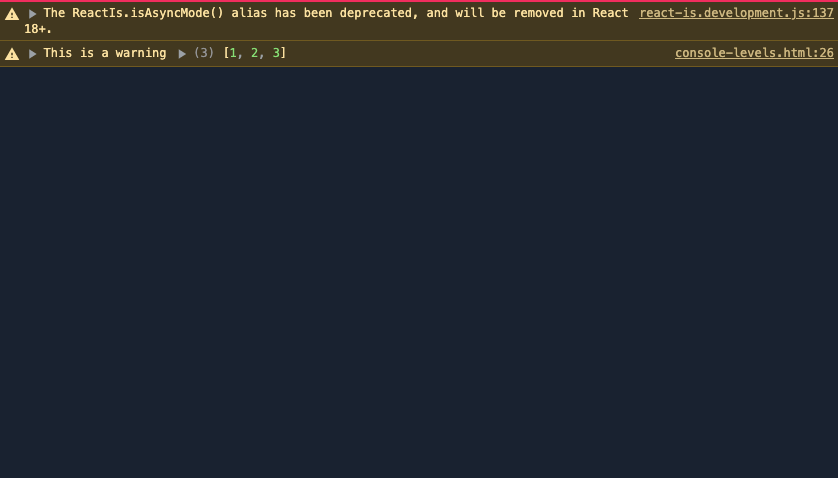 The ReactIs.isAsyncMode() alias has been deprecated, and will be removed in React react-is.development.js:137
18+.
This is a warning (3) [1, 2, 3] console-levels.html:26